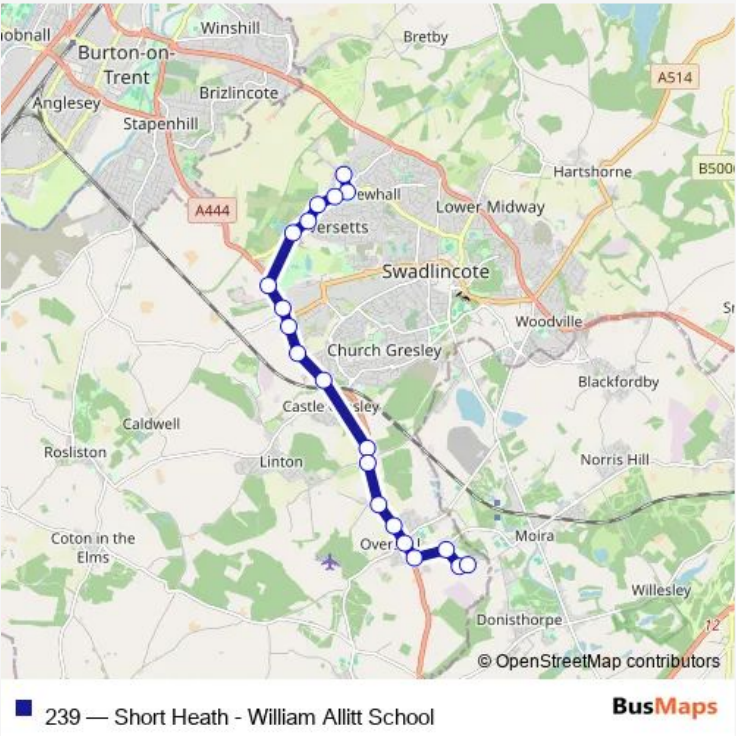 obnall
Winshill
Bretby
Burton-on-
Trent
A514
Anglesey
Brizlincote
Stapenhill
Hartshorne
B500
ewhall
A444
Lower Midway
versetts
Swadlincote
Woodville
Church Gresley
Blackfordby
Castle
sley
Caldwell
Rosliston
Linton
Norris Hill
Coton in the
Elms
Over
Moira
Willesley
Donisthorpe
12
© OpenStreetMap contributors
239 — Short Heath - William Allitt School
BusMaps